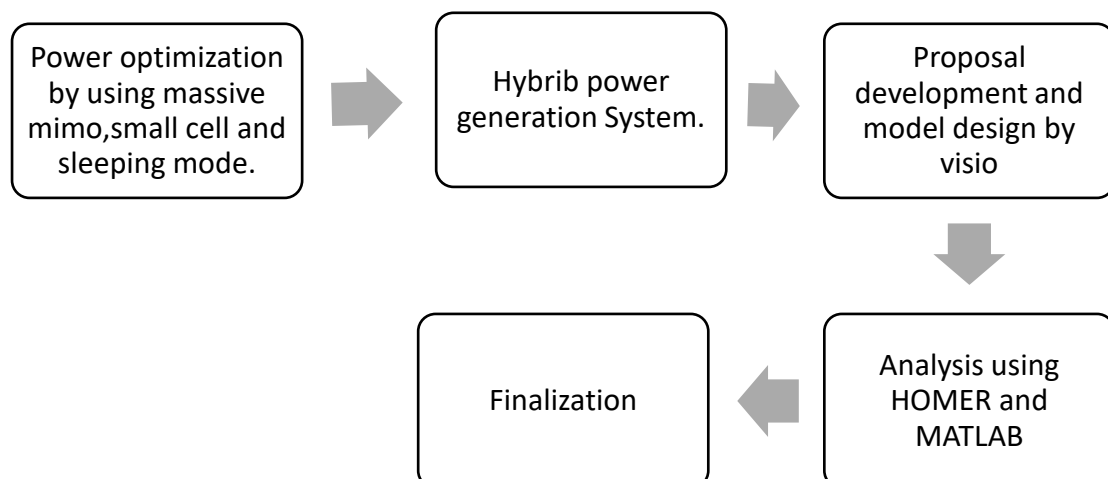 Power optimization
by using massive
mimo,small cell and
sleeping mode.
Hybrib power
generation System.
Proposal
development and
model design by
visio
Analysis using
HOMER and
MATLAB
Finalization